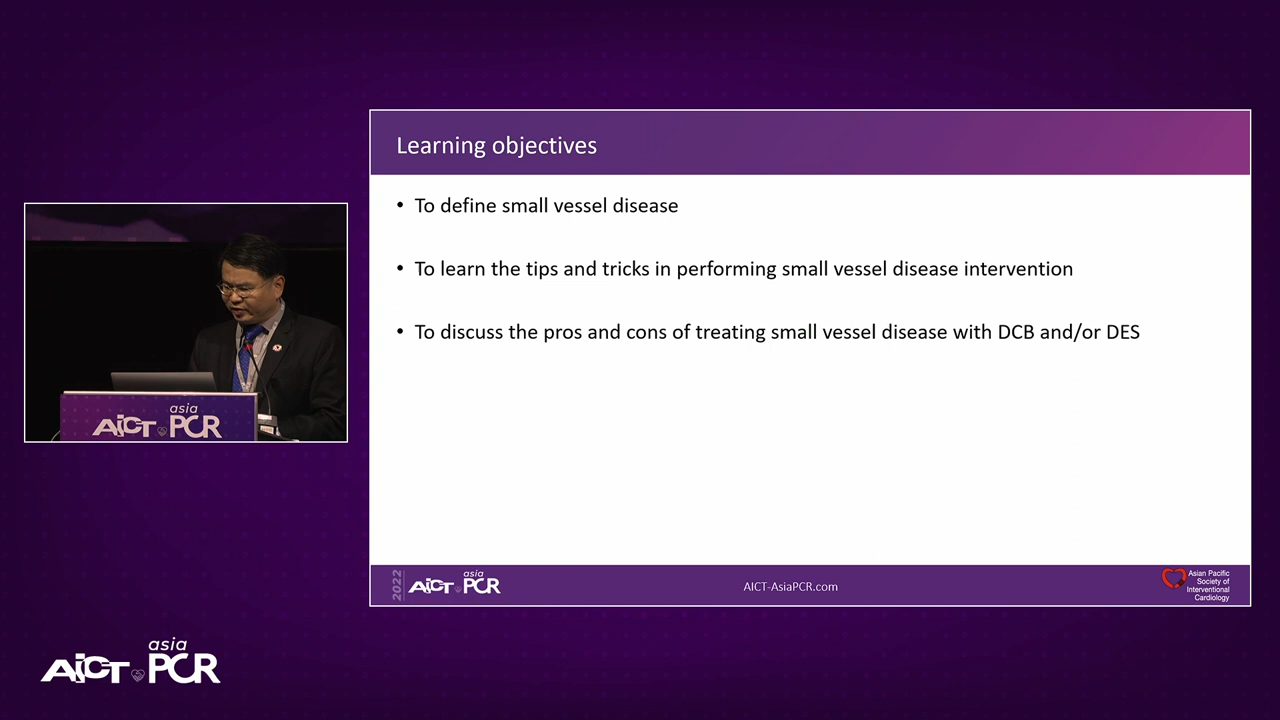 Learning objectives
• To define small vessel disease
• To learn the tips and tricks in performing small vessel disease intervention
• To discuss the pros and cons of treating small vessel disease with DCB and/or DES
asia
AICT PCR
2022
asia
AICT PCR
AICT-AsiaPCR.com
Asian Pacific
Society of
Interventional
Cardiology
asia
AICT PCR